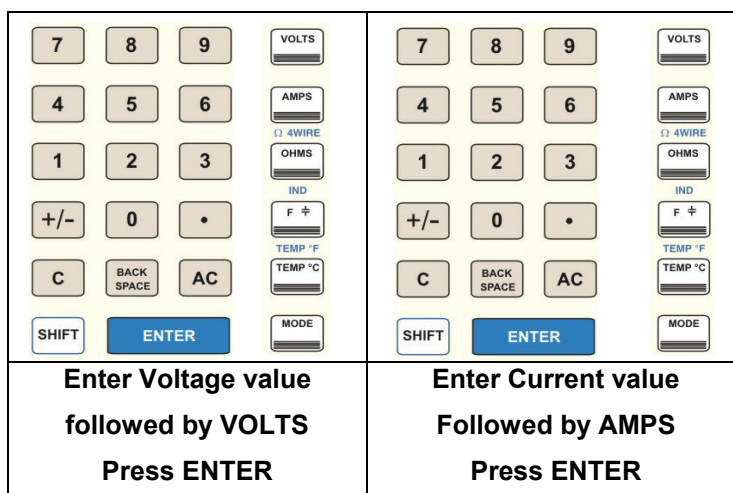 7 8 9 VOLTS
4 5 6 AMPS
Ω 4WIRE
1 2 3 OHMS
IND
+/- 0 • F
TEMP °F
C BACK SPACE AC TEMP °C
SHIFT ENTER MODE
Enter Voltage value
followed by VOLTS
Press ENTER
7 8 9 VOLTS
4 5 6 AMPS
Ω 4WIRE
1 2 3 OHMS
IND
+/- 0 • F
TEMP °F
C BACK SPACE AC TEMP °C
SHIFT ENTER MODE
Enter Current value
Followed by AMPS
Press ENTER